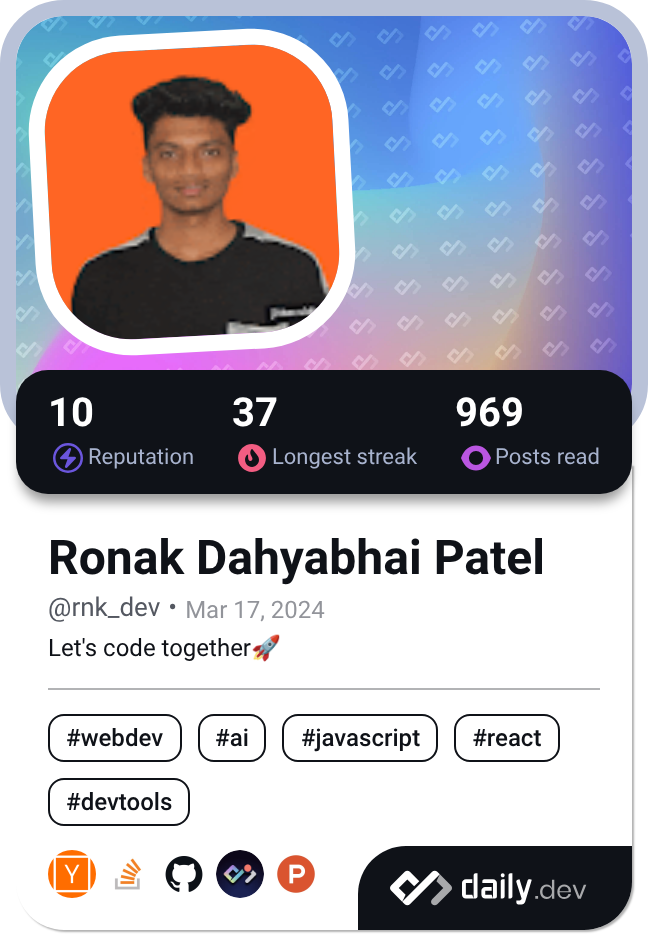 10 37 969
Reputation Longest streak Posts read
Ronak Dahyabhai Patel
@rnk_dev • Mar 17, 2024
Let's code together🚀
#webdev #ai #javascript #react
#devtools
Y P
daily.dev